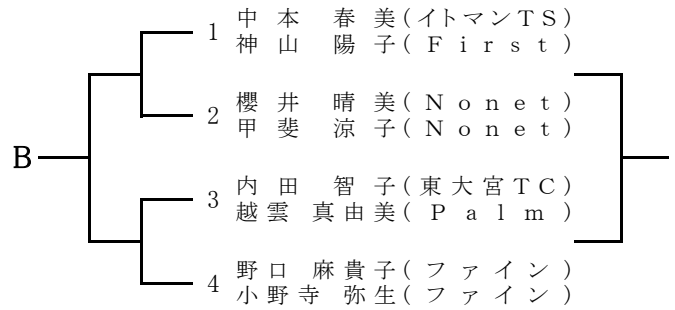 1 中本 春美(イトマンTS)
神山 陽子(First)
2 櫻井 晴美(Nonet)
甲斐 涼子(Nonet)
B
3 内田 智子(東大宮TC)
越雲 真由美(Palm)
4 野口 麻貴子(ファイン)
小野寺 弥生(ファイン)